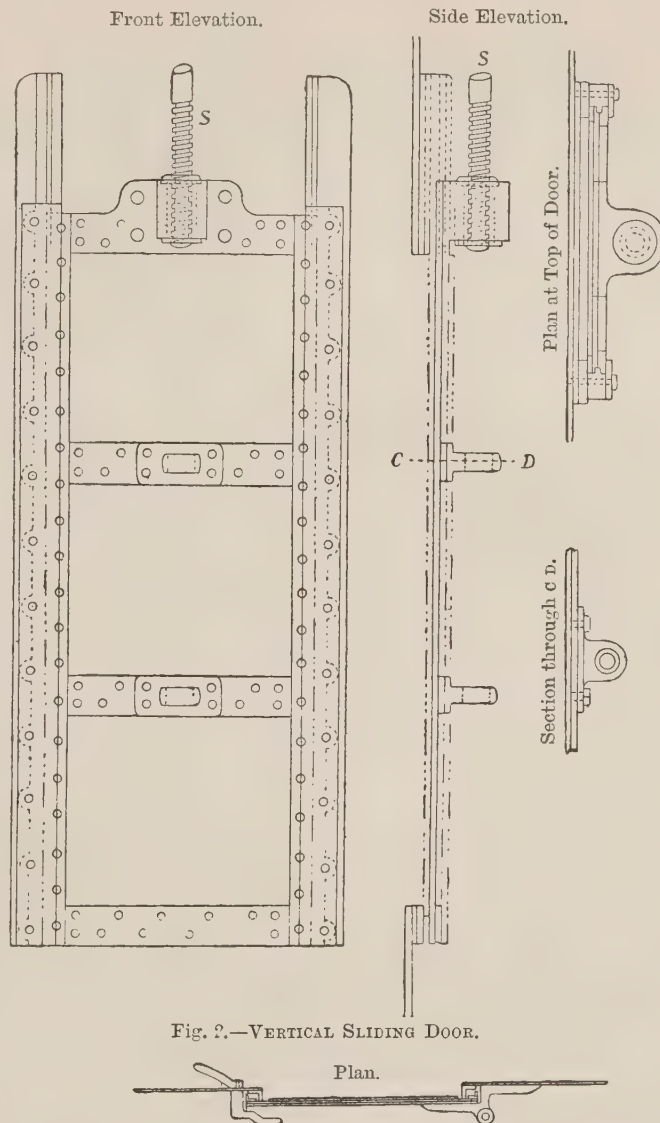 Front Elevation.
Side Elevation.
S
S
Plan at Top of Door.
C
D
Section through C D.
Fig. 2.—VERTICAL SLIDING DOOR.
Plan.